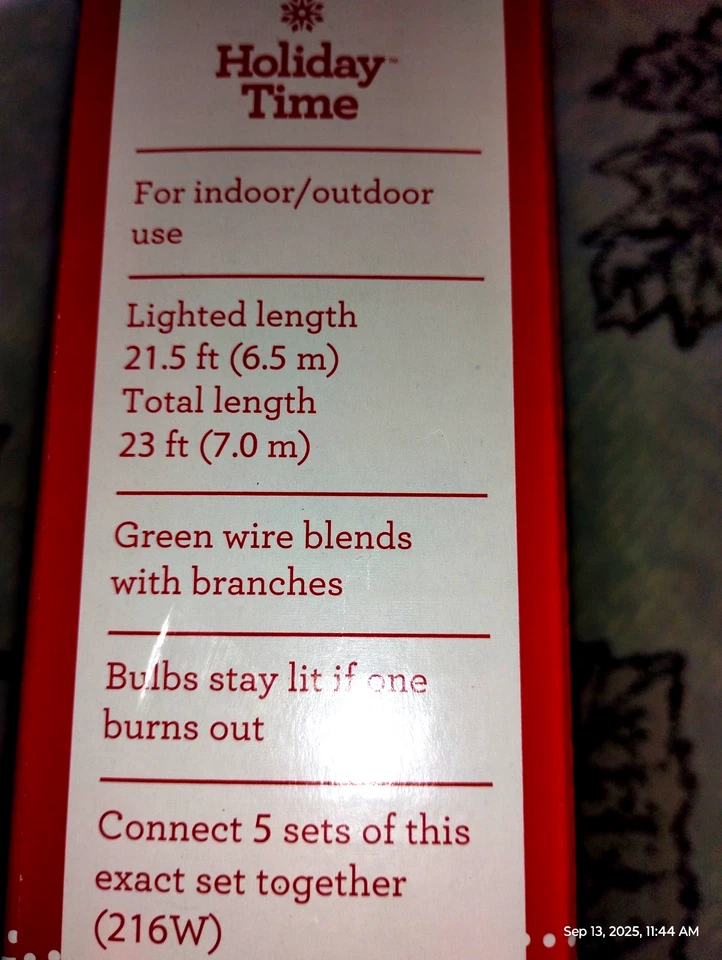 Holiday™
Time
For indoor/outdoor
use
Lighted length
21.5 ft (6.5 m)
Total length
23 ft (7.0 m)
Green wire blends
with branches
Bulbs stay lit if one
burns out
Connect 5 sets of this
exact set together
(216W)
Sep 13, 2025, 11:44 AM